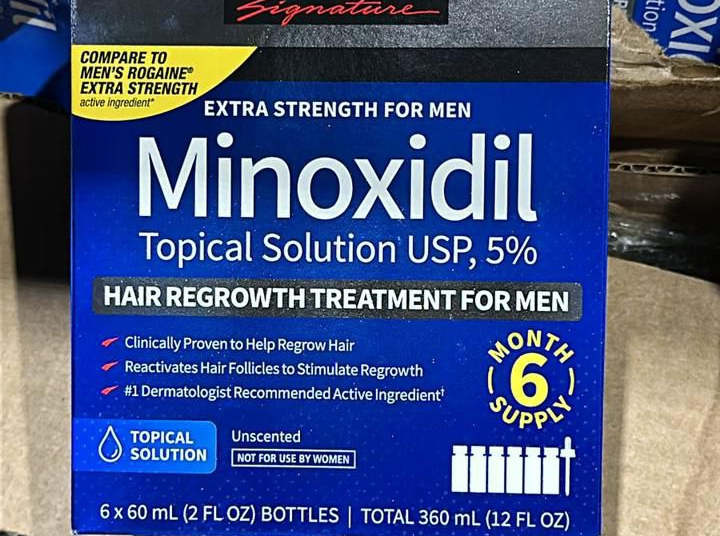 Signature
COMPARE TO
MEN'S ROGAINE®
EXTRA STRENGTH
active ingredient*
EXTRA STRENGTH FOR MEN
Minoxidil
Topical Solution USP, 5%
HAIR REGROWTH TREATMENT FOR MEN
Clinically Proven to Help Regrow Hair
Reactivates Hair Follicles to Stimulate Regrowth
#1 Dermatologist Recommended Active Ingredient†
MONTH
6
SUPPLY
TOPICAL
SOLUTION
Unscented
NOT FOR USE BY WOMEN
6 x 60 mL (2 FL OZ) BOTTLES | TOTAL 360 mL (12 FL OZ)